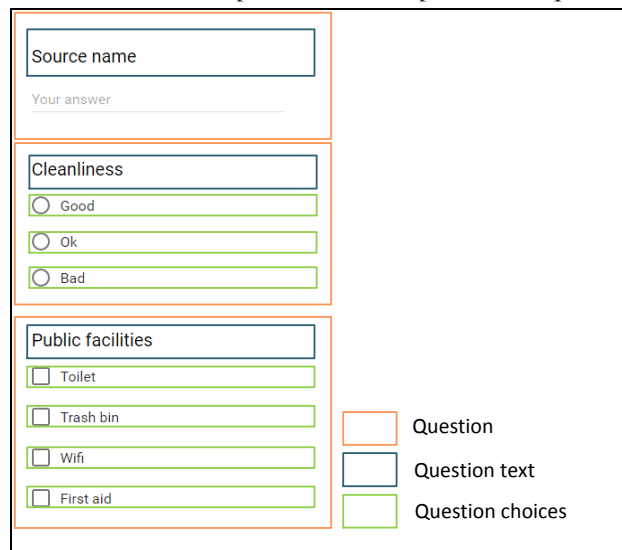 Source name
Your answer
Cleanliness
Good
Ok
Bad
Public facilities
Toilet
Trash bin
Wifi
First aid
Question
Question text
Question choices